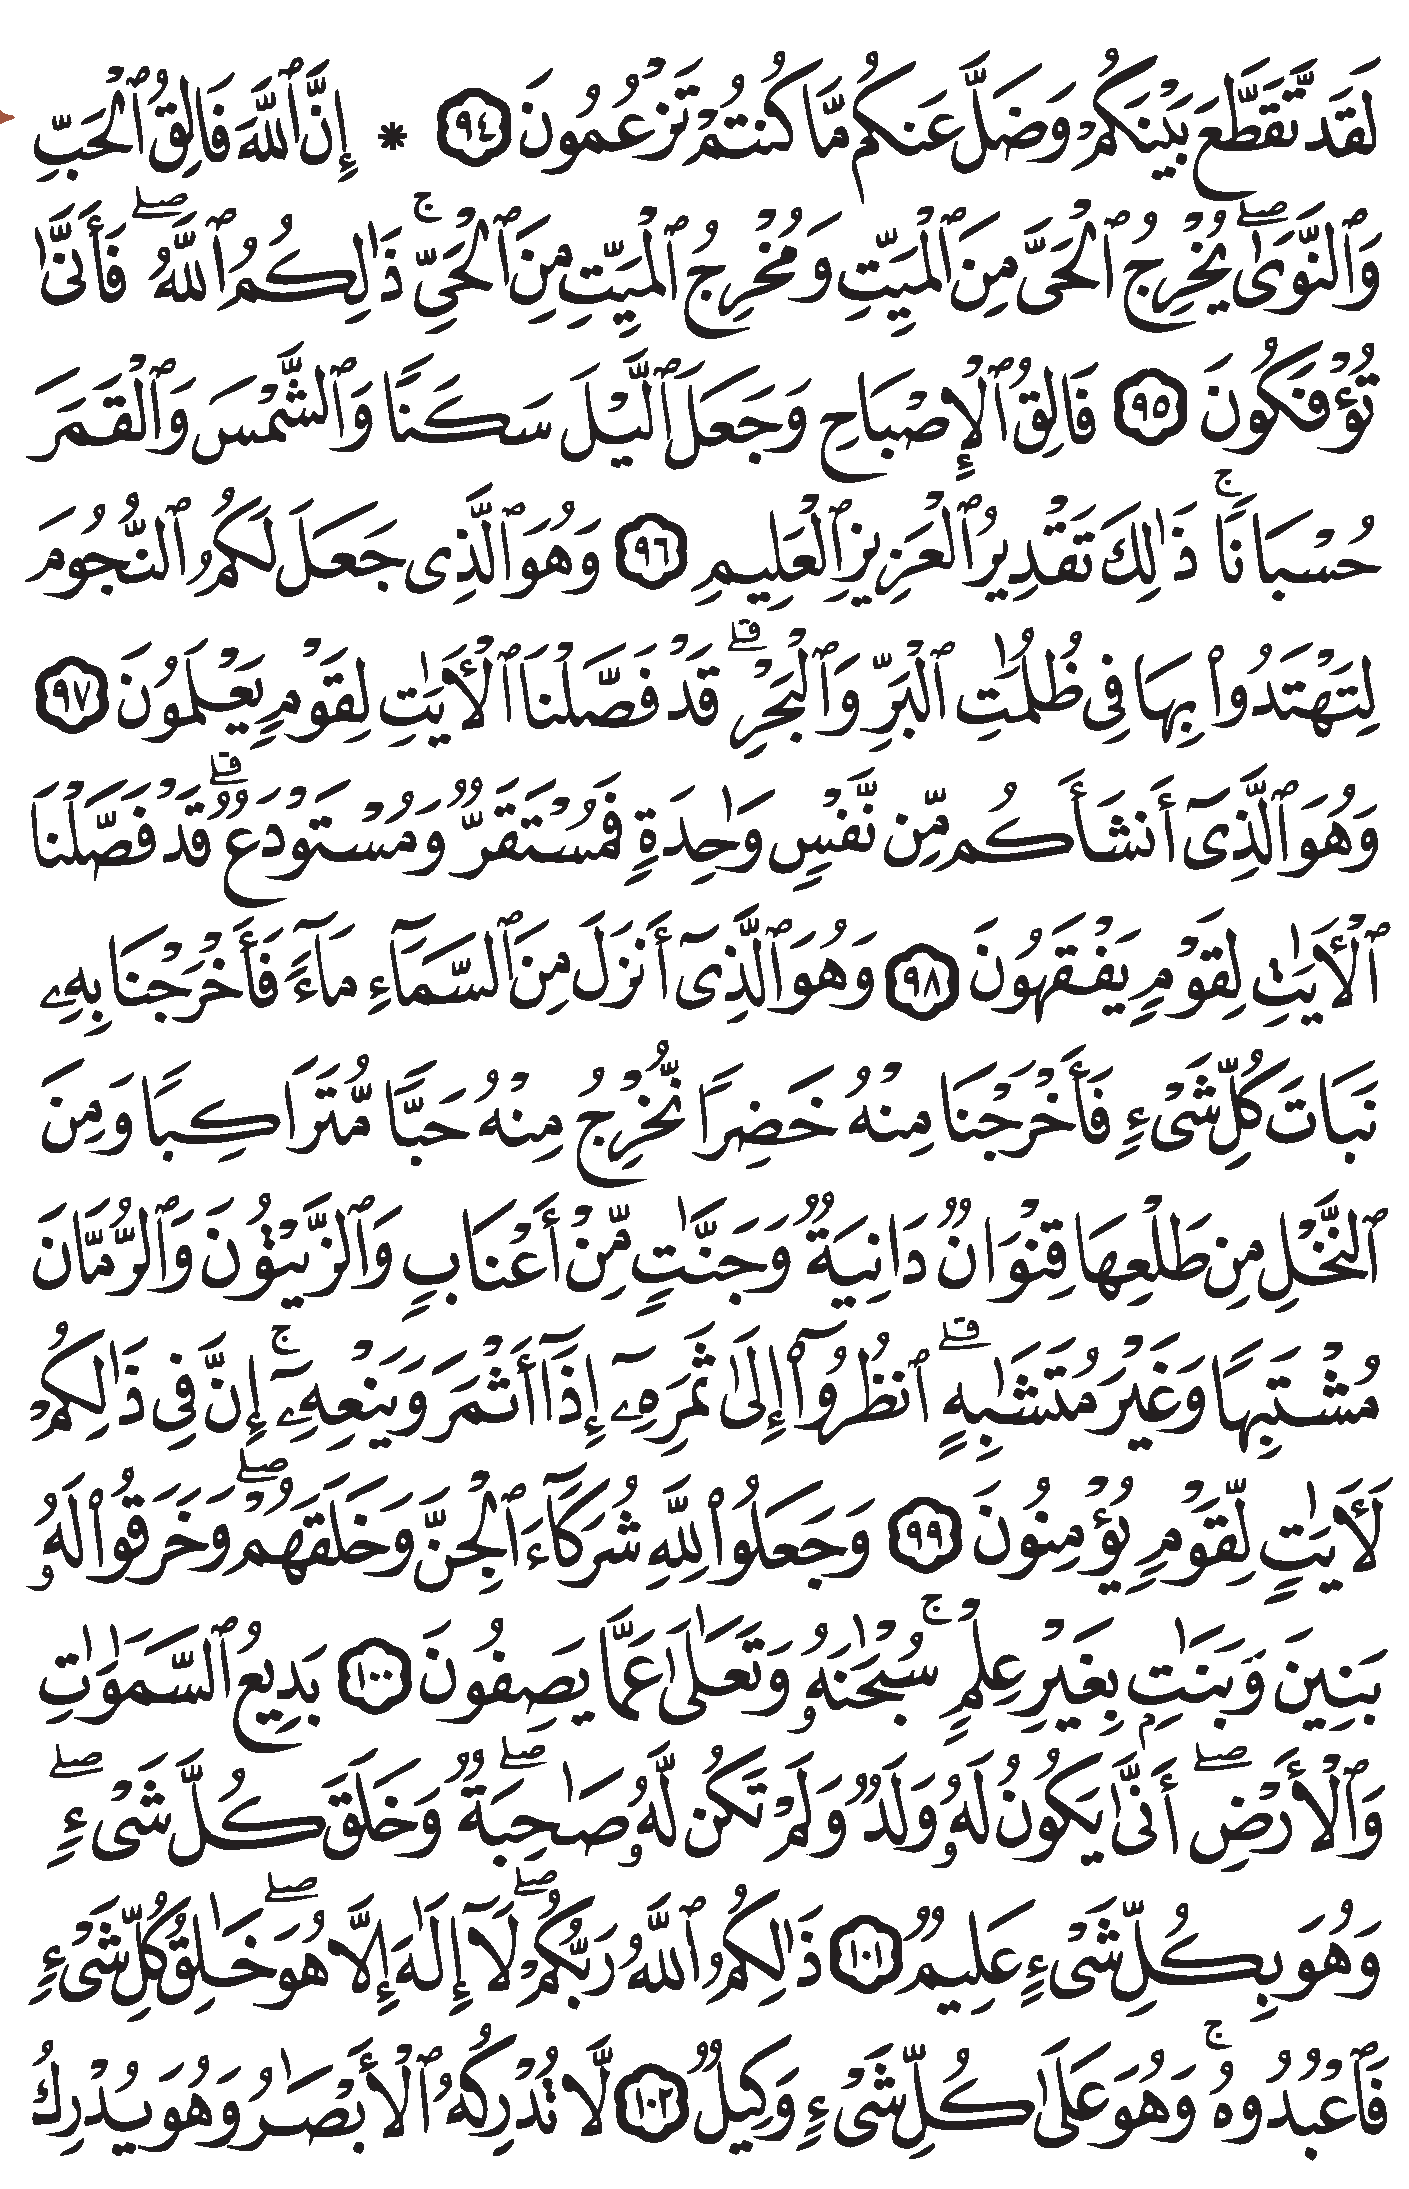 لَقَد تَّقَطَّعَ بَيْنَكُمْ وَضَلَّ عَنكُم مَّا كُنتُمْ تَزْعُمُونَ ٩٤ * إِنَّ ٱللَّهَ فَالِقُ ٱلْحَبِّ
وَٱلنَّوَىٰ ۖ يُخْرِجُ ٱلْحَىَّ مِنَ ٱلْمَيِّتِ وَمُخْرِجُ ٱلْمَيِّتِ مِنَ ٱلْحَىِّ ۚ ذَٰلِكُمُ ٱللَّهُ ۖ فَأَنَّىٰ
تُؤْفَكُونَ ٩٥ فَالِقُ ٱلْإِصْبَاحِ وَجَعَلَ ٱلَّيْلَ سَكَنًا وَٱلشَّمْسَ وَٱلْقَمَرَ
حُسْبَانًا ۚ ذَٰلِكَ تَقْدِيرُ ٱلْعَزِيزِ ٱلْعَلِيمِ ٩٦ وَهُوَ ٱلَّذِى جَعَلَ لَكُمُ ٱلنُّجُومَ
لِتَهْتَدُوا۟ بِهَا فِى ظُلُمَٰتِ ٱلْبَرِّ وَٱلْبَحْرِ ۗ قَدْ فَصَّلْنَا ٱلْأَيَٰتِ لِقَوْمٍ يَعْلَمُونَ ٩٧
وَهُوَ ٱلَّذِىٓ أَنشَأَكُم مِّن نَّفْسٍ وَٰحِدَةٍ فَمُسْتَقَرٌّ وَمُسْتَوْدَعٌ ۗ قَدْ فَصَّلْنَا
ٱلْأَيَٰتِ لِقَوْمٍ يَفْقَهُونَ ٩٨ وَهُوَ ٱلَّذِىٓ أَنزَلَ مِنَ ٱلسَّمَآءِ مَآءً فَأَخْرَجْنَا بِهِۦ
نَبَاتَ كُلِّ شَىْءٍ فَأَخْرَجْنَا مِنْهُ خَضِرًا نُّخْرِجُ مِنْهُ حَبًّا مُّتَرَاكِبًا وَمِنَ
ٱلنَّخْلِ مِن طَلْعِهَا قِنْوَانٌ دَانِيَةٌ وَجَنَّٰتٍ مِّنْ أَعْنَابٍ وَٱلزَّيْتُونَ وَٱلرُّمَّانَ
مُشْتَبِهًا وَغَيْرَ مُتَشَٰبِهٍ ۗ ٱنظُرُوٓا۟ إِلَىٰ ثَمَرِهِۦٓ إِذَآ أَثْمَرَ وَيَنْعِهِۦٓ ۚ إِنَّ فِى ذَٰلِكُمْ
لَأَيَٰتٍ لِّقَوْمٍ يُؤْمِنُونَ ٩٩ وَجَعَلُوا۟ لِلَّهِ شُرَكَآءَ ٱلْجِنَّ وَخَلَقَهُمْ ۖ وَخَرَقُوا۟ لَهُۥ
بَنِينَ وَبَنَٰتٍۭ بِغَيْرِ عِلْمٍ ۚ سُبْحَٰنَهُۥ وَتَعَٰلَىٰ عَمَّا يَصِفُونَ ١٠٠ بَدِيعُ ٱلسَّمَٰوَٰتِ
وَٱلْأَرْضِ ۖ أَنَّىٰ يَكُونُ لَهُۥ وَلَدٌ وَلَمْ تَكُن لَّهُۥ صَٰحِبَةٌ ۖ وَخَلَقَ كُلَّ شَىْءٍ ۖ
وَهُوَ بِكُلِّ شَىْءٍ عَلِيمٌ ١٠١ ذَٰلِكُمُ ٱللَّهُ رَبُّكُمْ ۖ لَآ إِلَٰهَ إِلَّا هُوَ ۖ خَٰلِقُ كُلِّ شَىْءٍ
فَٱعْبُدُوهُ ۚ وَهُوَ عَلَىٰ كُلِّ شَىْءٍ وَكِيلٌ ١٠٢ لَّا تُدْرِكُهُ ٱلْأَبْصَٰرُ وَهُوَ يُدْرِكُ